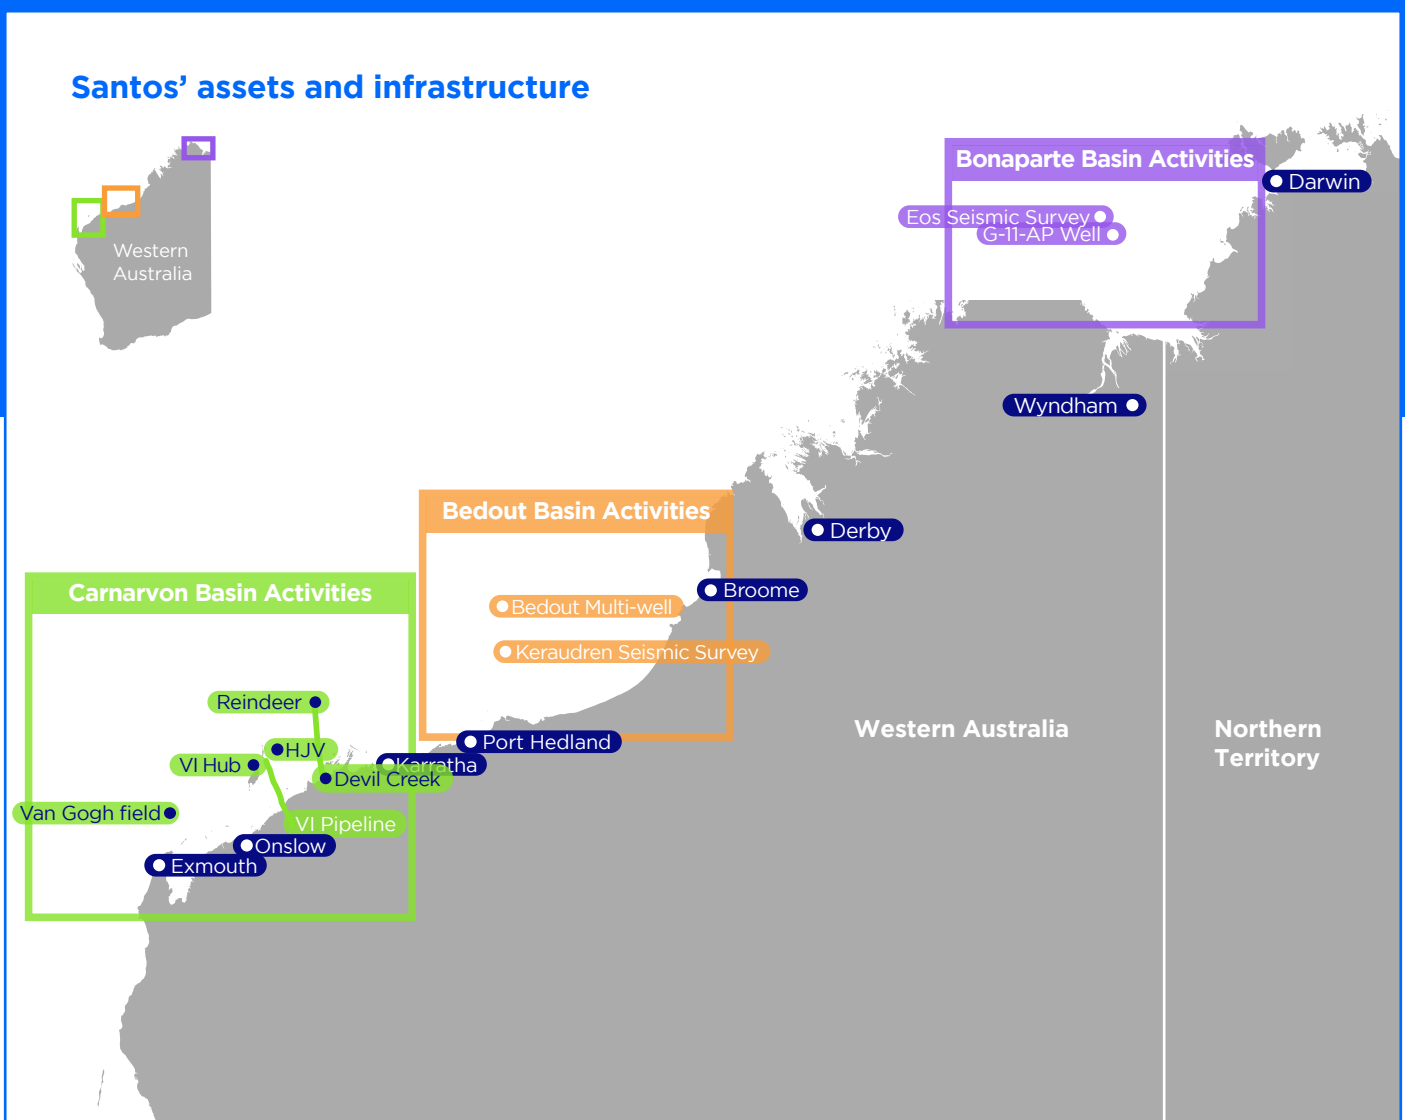 Santos’ assets and infrastructure
Western
Australia
Bonaparte Basin Activities
Darwin
Eos Seismic Survey
G-11-AP Well
Wyndham
Bedout Basin Activities
Derby
Broome
Bedout Multi-well
Keraudren Seismic Survey
Port Hedland
Carnarvon Basin Activities
Reindeer
HJV
VI Hub
Karratha
Devil Creek
Van Gogh field
VI Pipeline
Onslow
Exmouth
Western Australia
Northern
Territory